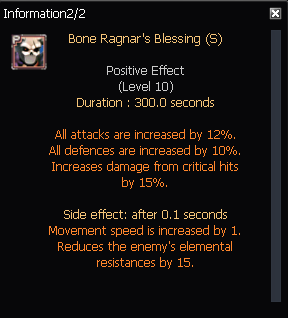 Information2/2
Bone Ragnar's Blessing (S)
Positive Effect
(Level 10)
Duration : 300.0 seconds
All attacks are increased by 12%.
All defences are increased by 10%.
Increases damage from critical hits
by 15%.
Side effect: after 0.1 seconds
Movement speed is increased by 1.
Reduces the enemy's elemental
resistances by 15.